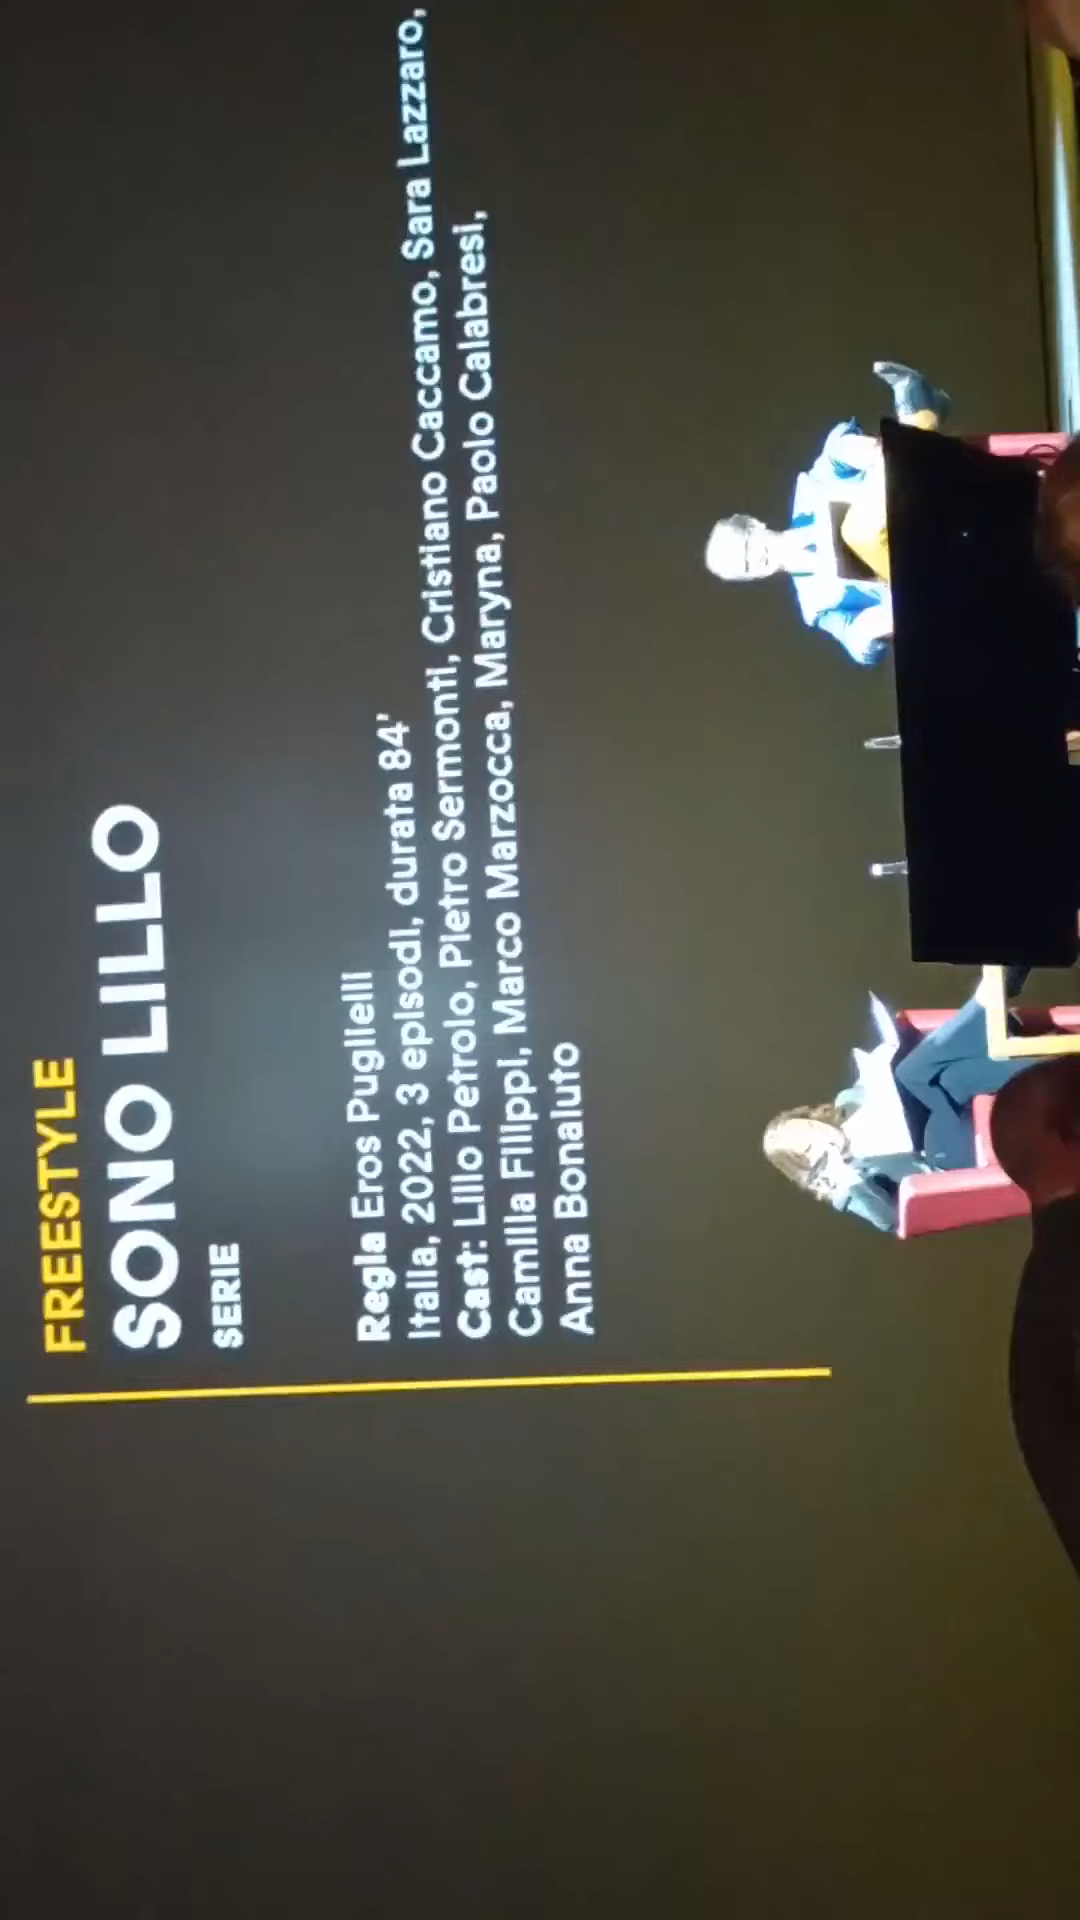 FREESTYLE
SONO LILLO
SERIE
Regia Eros Puglielli
Italia, 2022, 3 episodi, durata 84'
Cast: Lillo Petrolo, Pietro Sermonti, Cristiano Caccamo, Sara Lazzaro,
Camilla Filippi, Marco Marzocca, Maryna, Paolo Calabresi,
Anna Bonaiuto